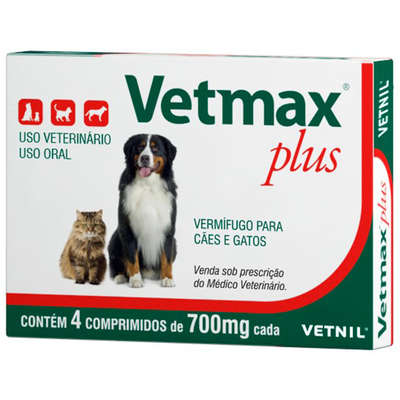 Vetmax®
plus
USO VETERINÁRIO
USO ORAL
VERMÍFUGO PARA
CÃES E GATOS
Venda sob prescrição
do Médico Veterinário.
CONTÉM 4 COMPRIMIDOS de 700mg cada
VETNIL®
VETNIL®
Vetmax plus